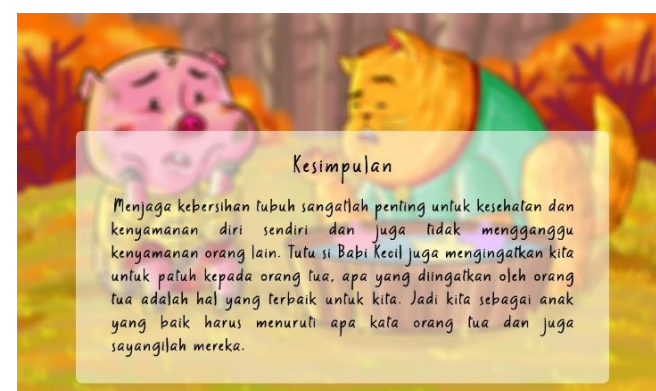 Kesimpulan
Menjaga kebersihan tubuh sangatlah penting untuk kesehatan dan
kenyamanan diri sendiri dan juga tidak mengganggu
kenyamanan orang lain. Tutu si Babi Kecil juga mengingatkan kita
untuk patuh kepada orang tua, apa yang diingatkan oleh orang
tua adalah hal yang terbaik untuk kita. Jadi kita sebagai anak
yang baik harus menuruti apa kata orang tua dan juga
sayangilah mereka.